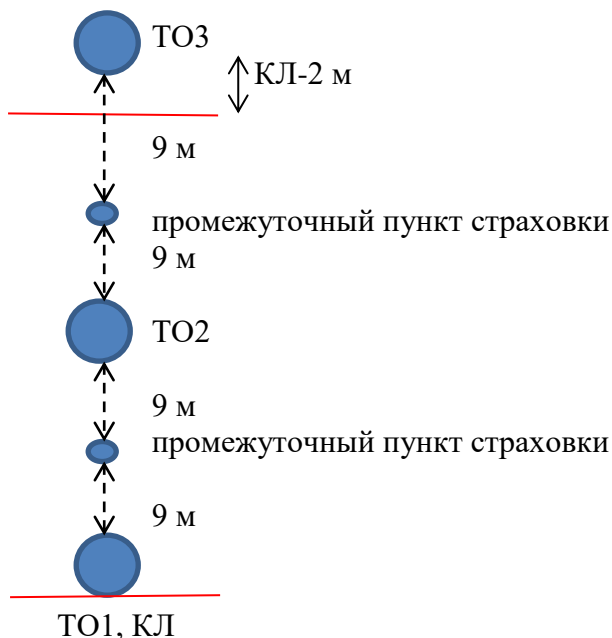 ТО3
КЛ-2 м
9 м
промежуточный пункт страховки
9 м
ТО2
9 м
промежуточный пункт страховки
9 м
ТО1, КЛ